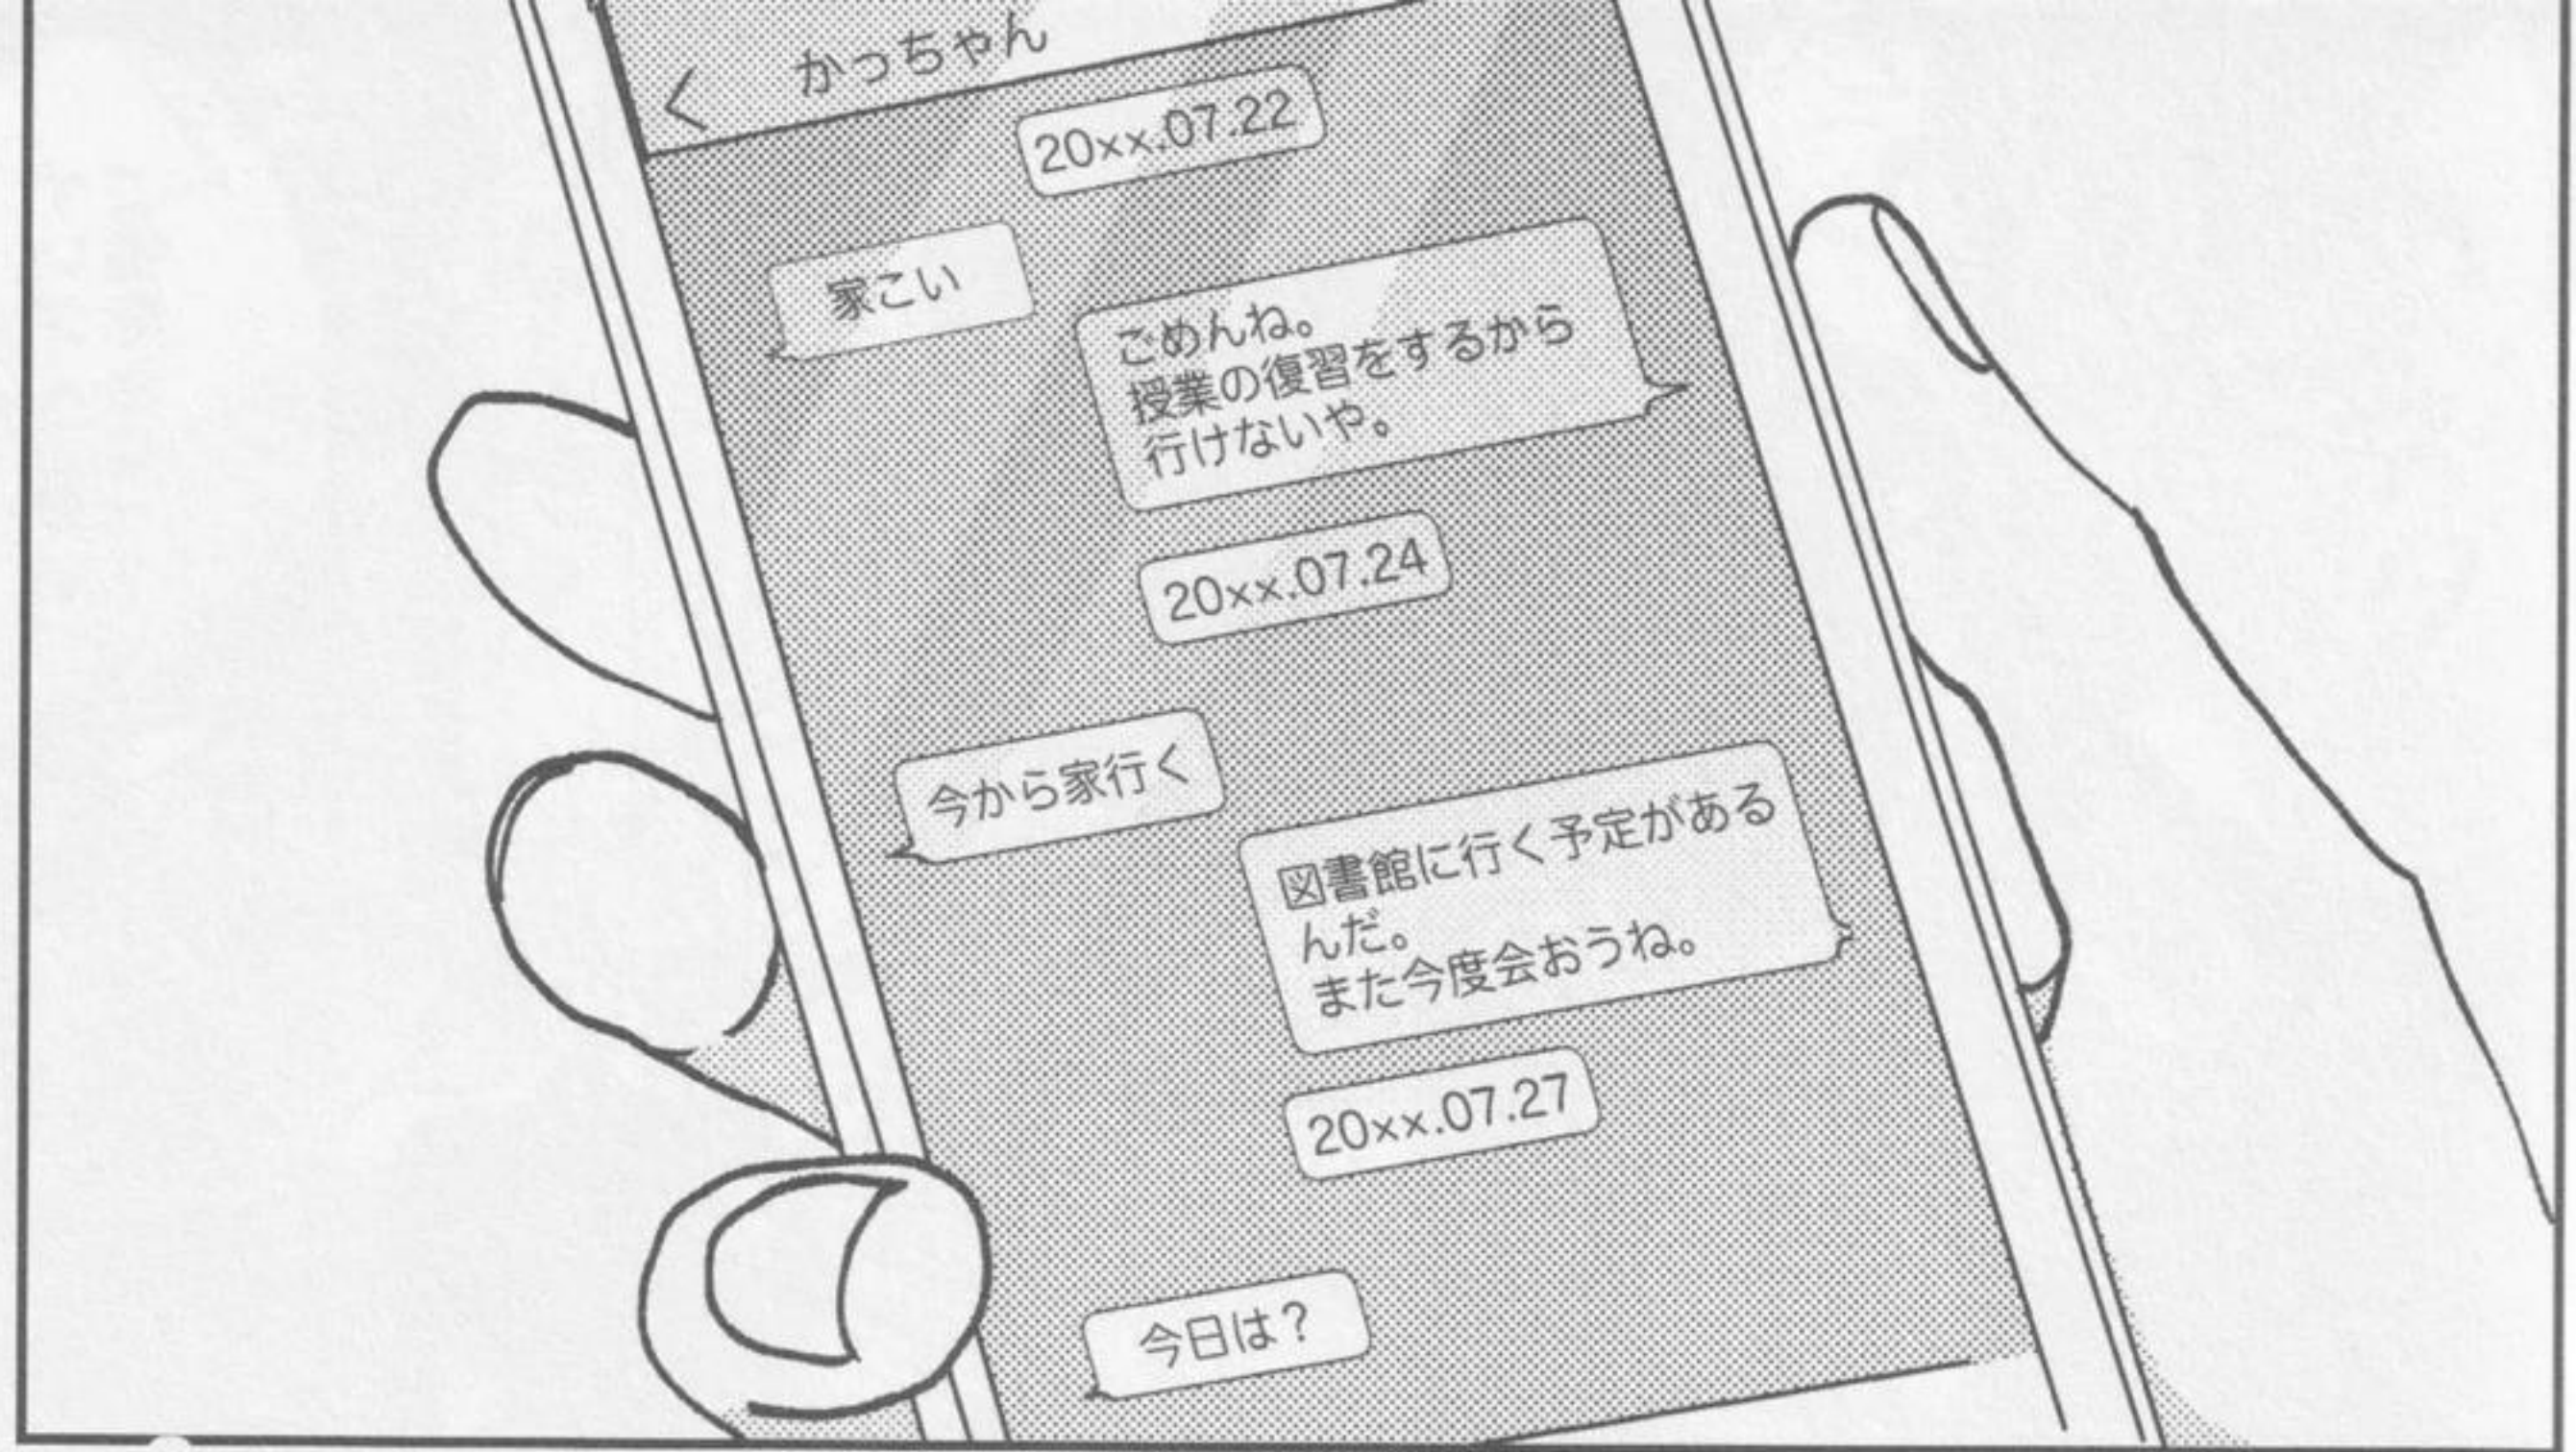 かっちゃん
20xx.07.22
家こい
ごめんね。
授業の復習をするから
行けないや。
20xx.07.24
今から家行く
図書館に行く予定がある
んだ。
また今度会おうね。
20xx.07.27
今日は？